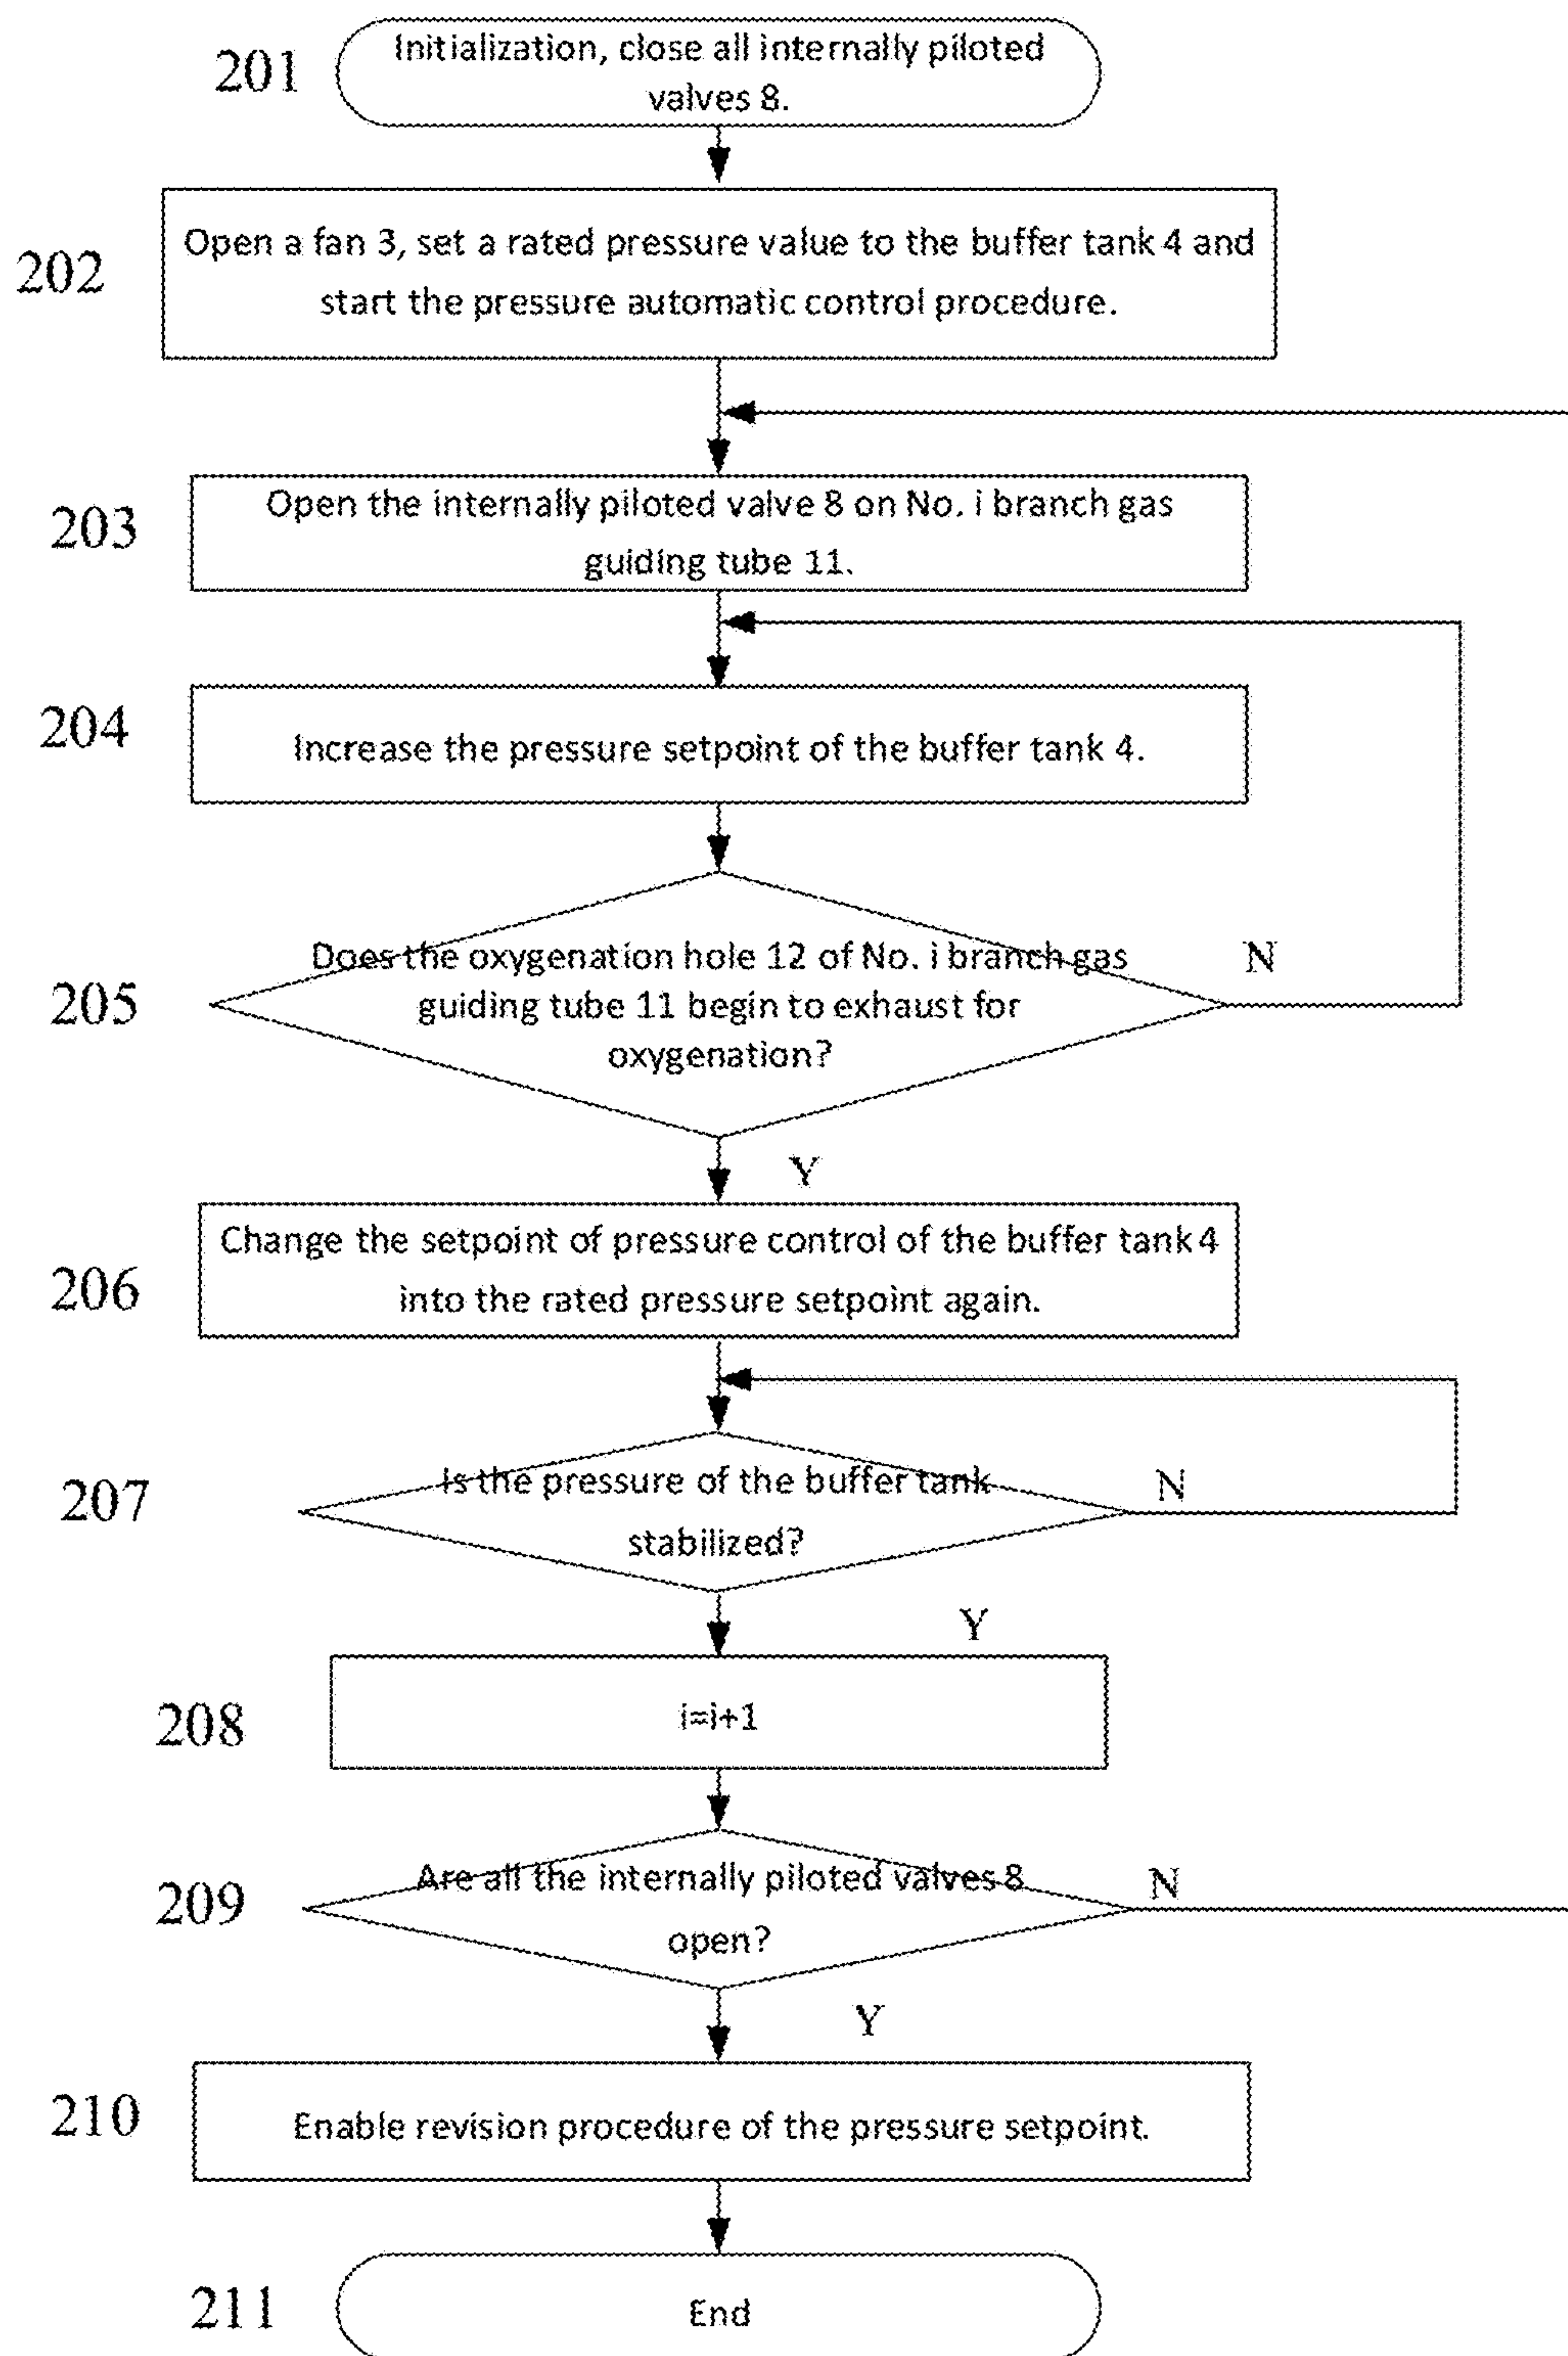 201
Initialization, close all internally piloted
valves 8.
202
Open a fan 3, set a rated pressure value to the buffer tank 4 and
start the pressure automatic control procedure.
203
Open the internally piloted valve 8 on No. i branch gas
guiding tube 11.
204
Increase the pressure setpoint of the buffer tank 4.
205
Does the oxygenation hole 12 of No. i branch gas
guiding tube 11 begin to exhaust for
oxygenation?
N
Y
206
Change the setpoint of pressure control of the buffer tank 4
into the rated pressure setpoint again.
207
Is the pressure of the buffer tank
stabilized?
N
Y
208
i=i+1
209
Are all the internally piloted valves 8
open?
N
Y
210
Enable revision procedure of the pressure setpoint.
211
End